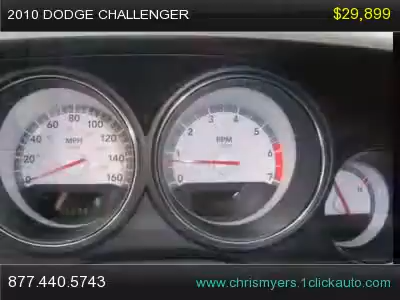 2010 DODGE CHALLENGER $29,899
0 20 40 60 80 100 120 140 160 MPH
0 1 2 3 4 5 6 7 RPM
877.440.5743 www.chrismyers.1clickauto.com